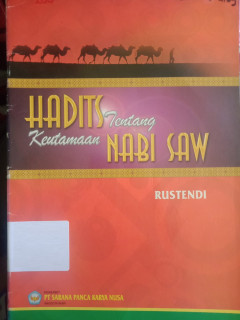 HADITS Tentang
Keutamaan NABI SAW
RUSTENDI
PT SARANA PANCA KARYA NUSA